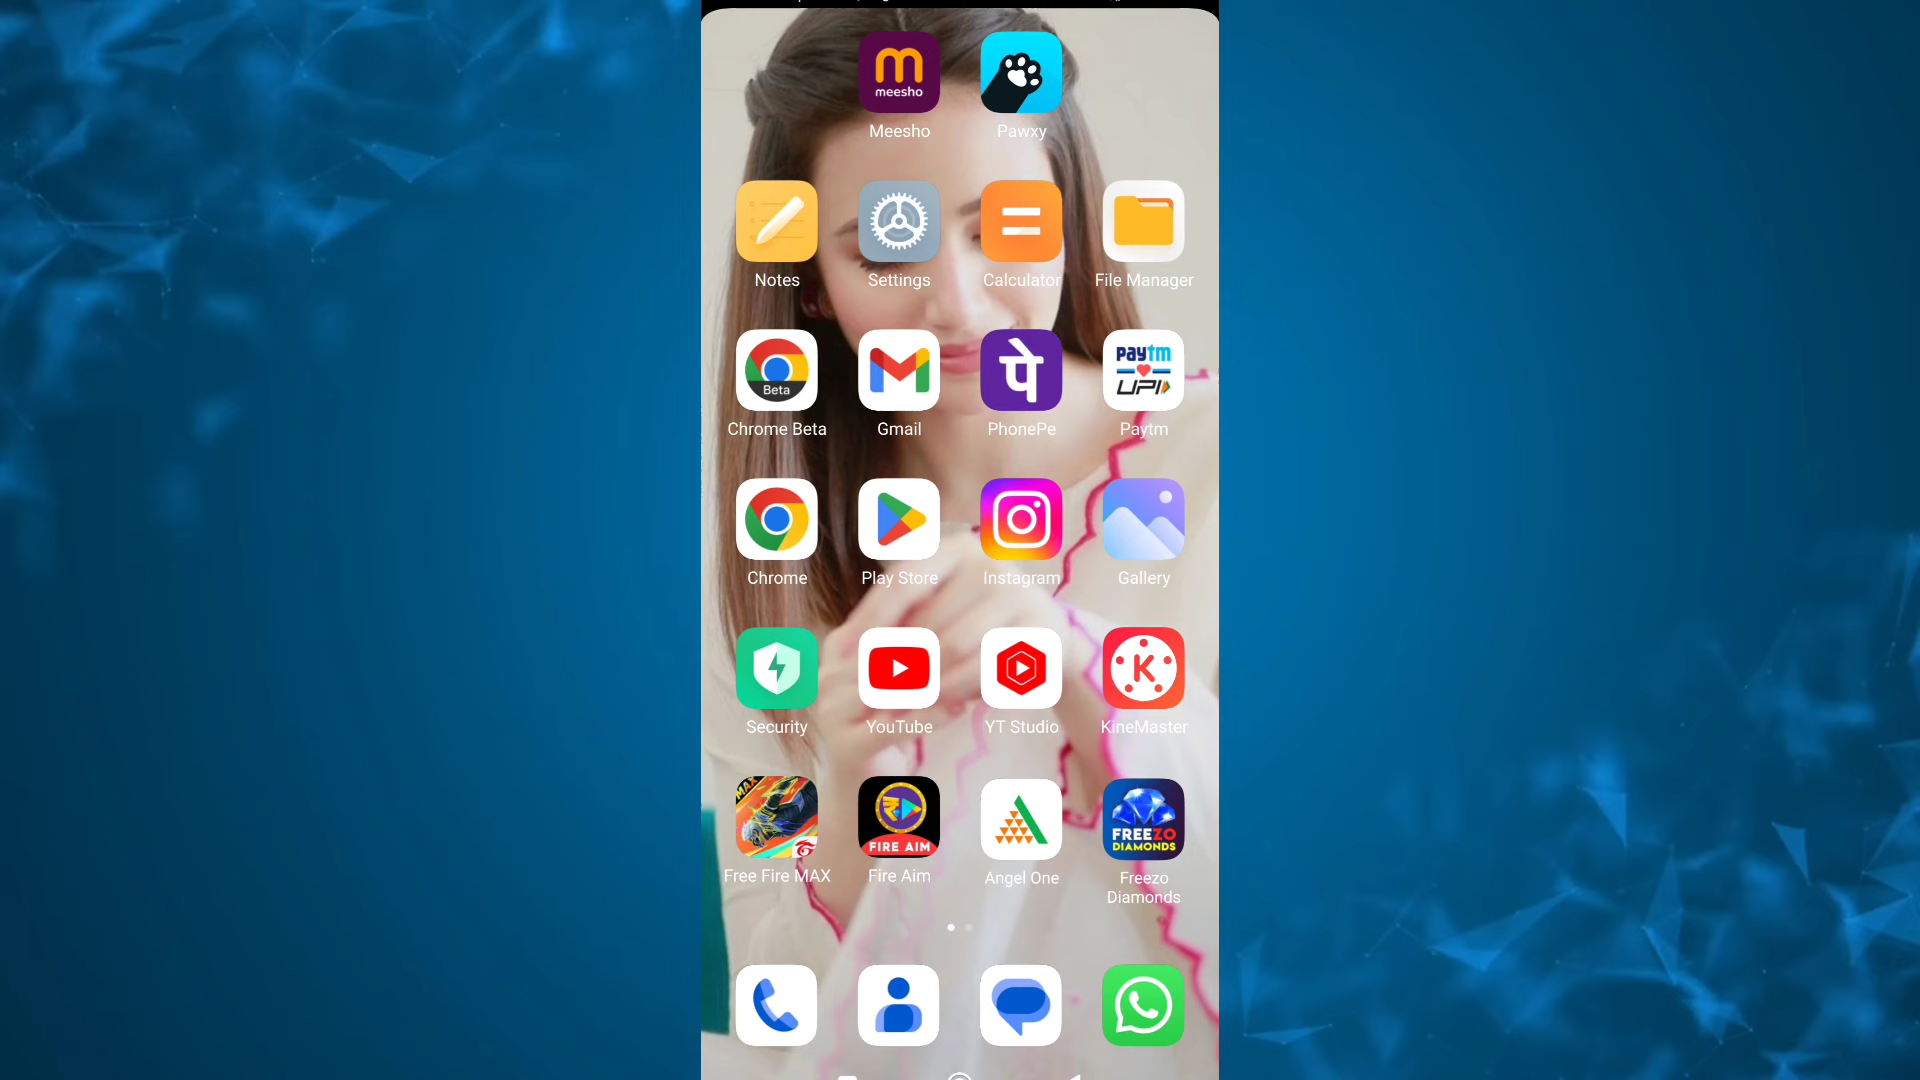 meesho
Meesho
Pawxy
Notes
Settings
Calculator
File Manager
Beta
paytm
UPI
Chrome Beta
Gmail
पे
PhonePe
Paytm
Chrome
Play Store
Instagram
Gallery
K
Security
YouTube
YT Studio
KineMaster
MAX
₹
FIRE AIM
FREEZO
DIAMONDS
Free Fire MAX
Fire Aim
Angel One
Freezo
Diamonds